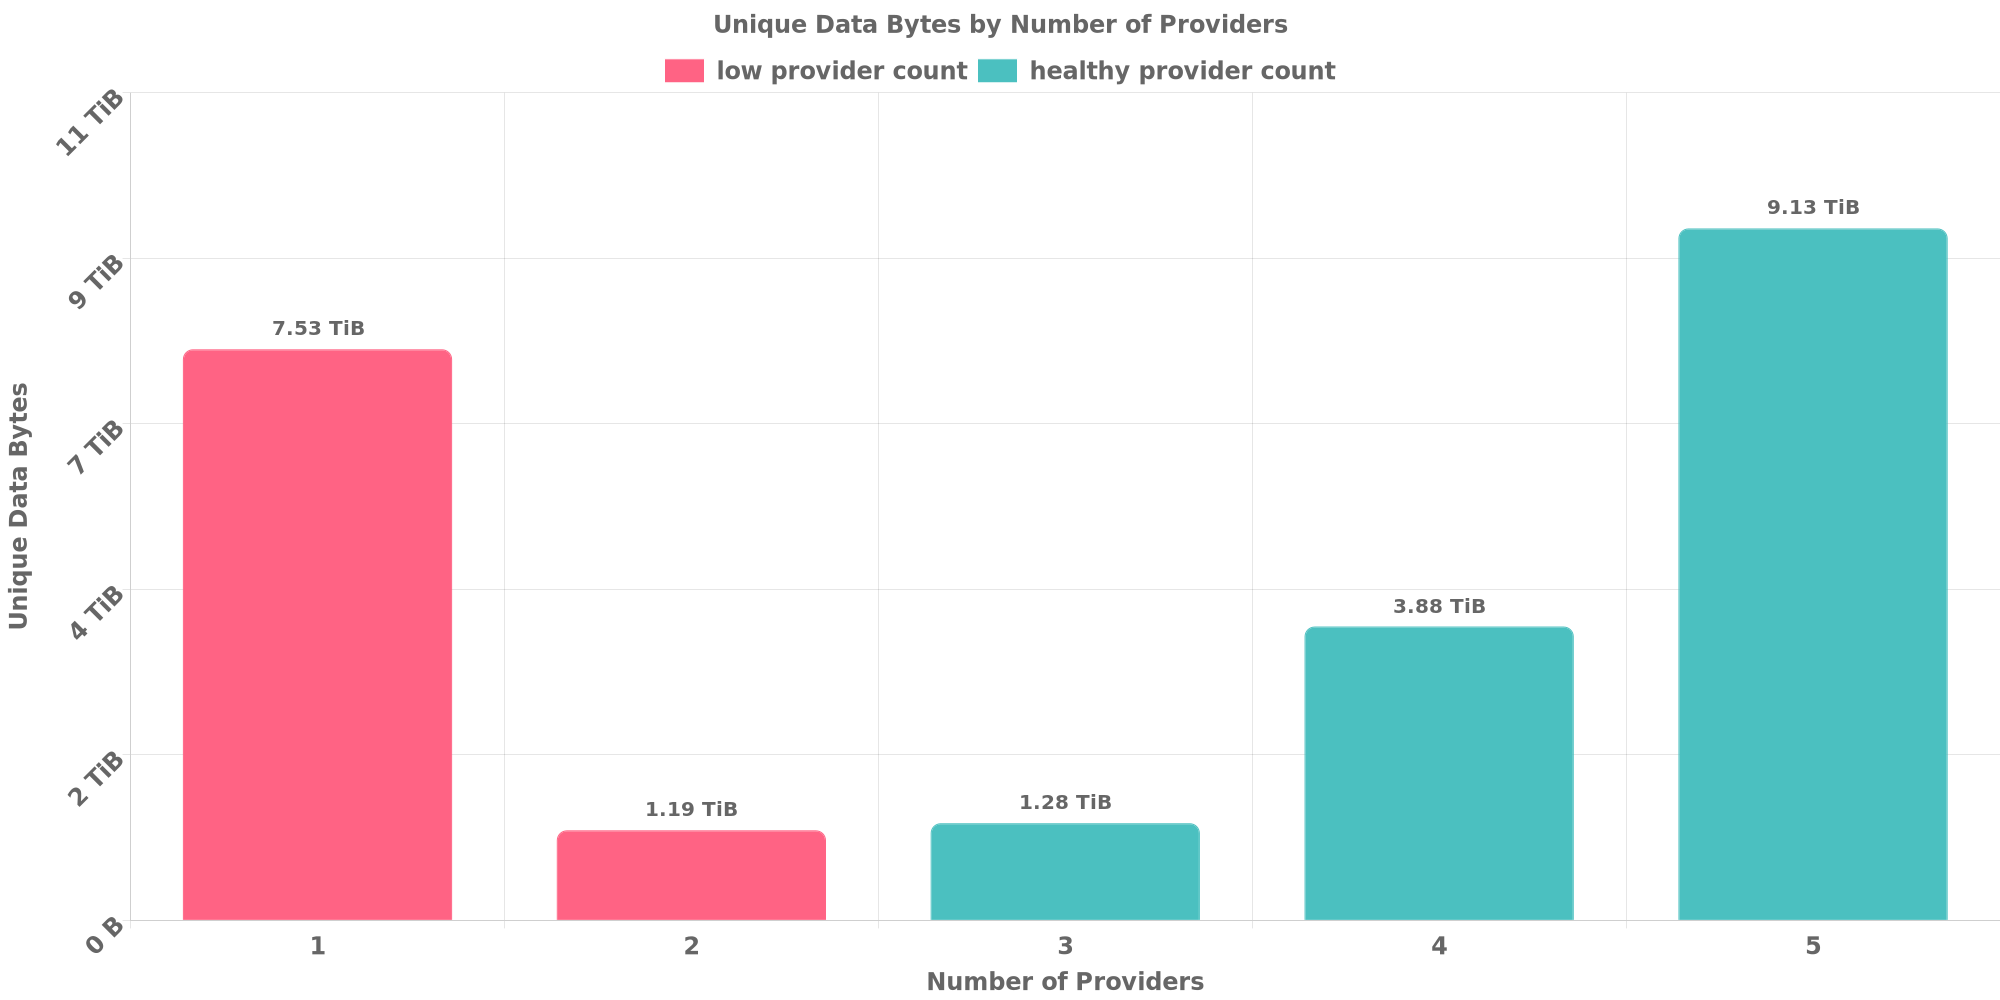 Unique Data Bytes by Number of Providers
low provider count healthy provider count
11 TiB
9 TiB
7 TiB
4 TiB
2 TiB
0 B
Unique Data Bytes
7.53 TiB
1.19 TiB
1.28 TiB
3.88 TiB
9.13 TiB
1 2 3 4 5
Number of Providers